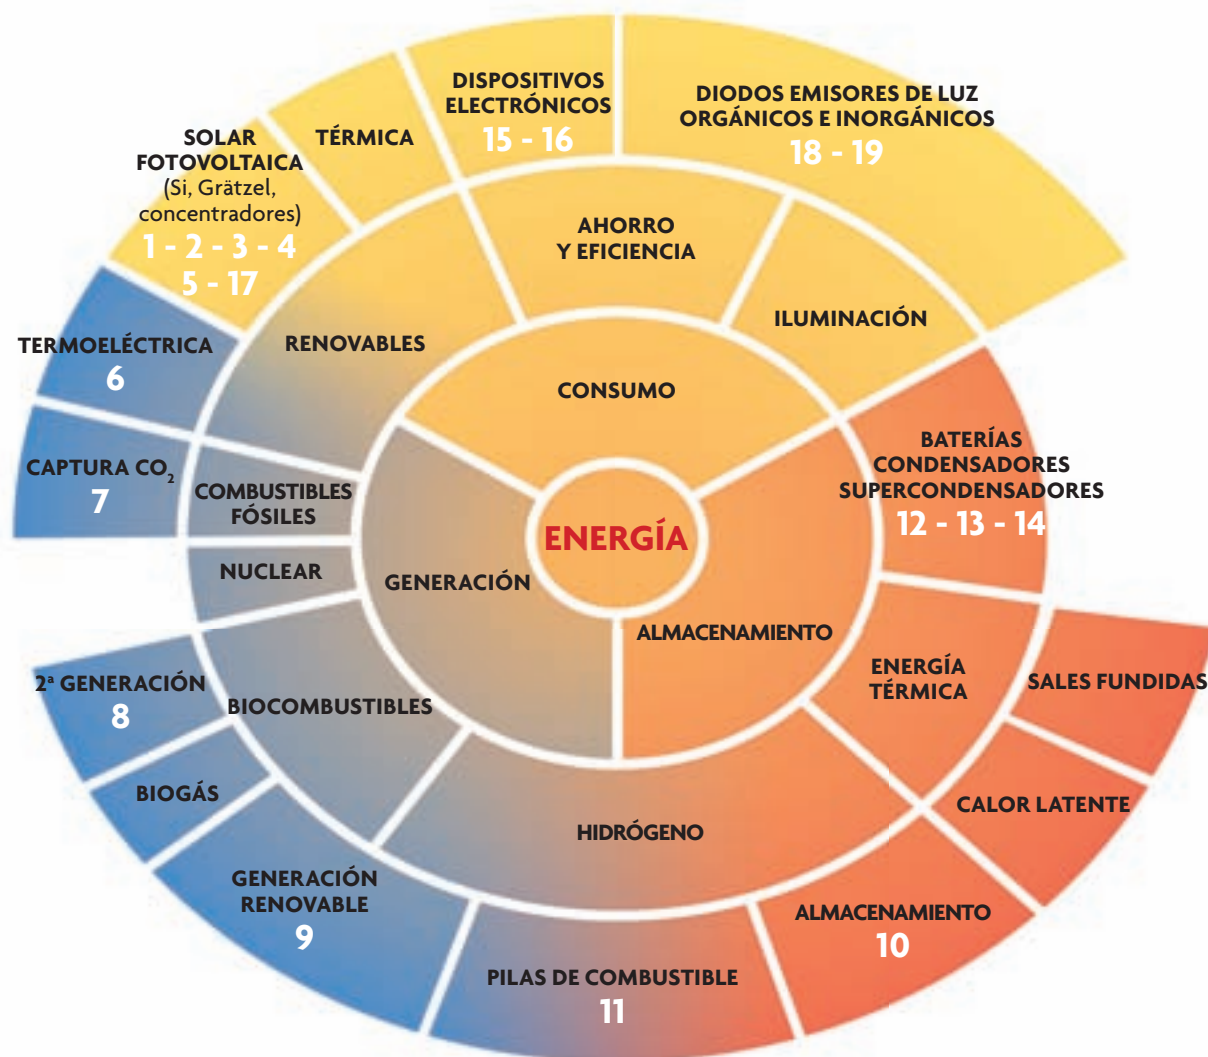 DISPOSITIVOS
ELECTRÓNICOS
15 - 16
DIODOS EMISORES DE LUZ
ORGÁNICOS E INORGÁNICOS
18 - 19
TÉRMICA
SOLAR
FOTOVOLTAICA
(Si, Grätzel,
concentradores)
1 - 2 - 3 - 4
5 - 17
AHORRO
Y EFICIENCIA
ILUMINACIÓN
TERMOELÉCTRICA
6
RENOVABLES
CONSUMO
CAPTURA CO₂
7
COMBUSTIBLES
FÓSILES
BATERÍAS
CONDENSADORES
SUPERCONDENSADORES
12 - 13 - 14
ENERGÍA
NUCLEAR
GENERACIÓN
ALMACENAMIENTO
ENERGÍA
TÉRMICA
SALES FUNDIDAS
2ª GENERACIÓN
8
BIOCOMBUSTIBLES
BIOGÁS
CALOR LATENTE
HIDRÓGENO
GENERACIÓN
RENOVABLE
9
ALMACENAMIENTO
10
PILAS DE COMBUSTIBLE
11